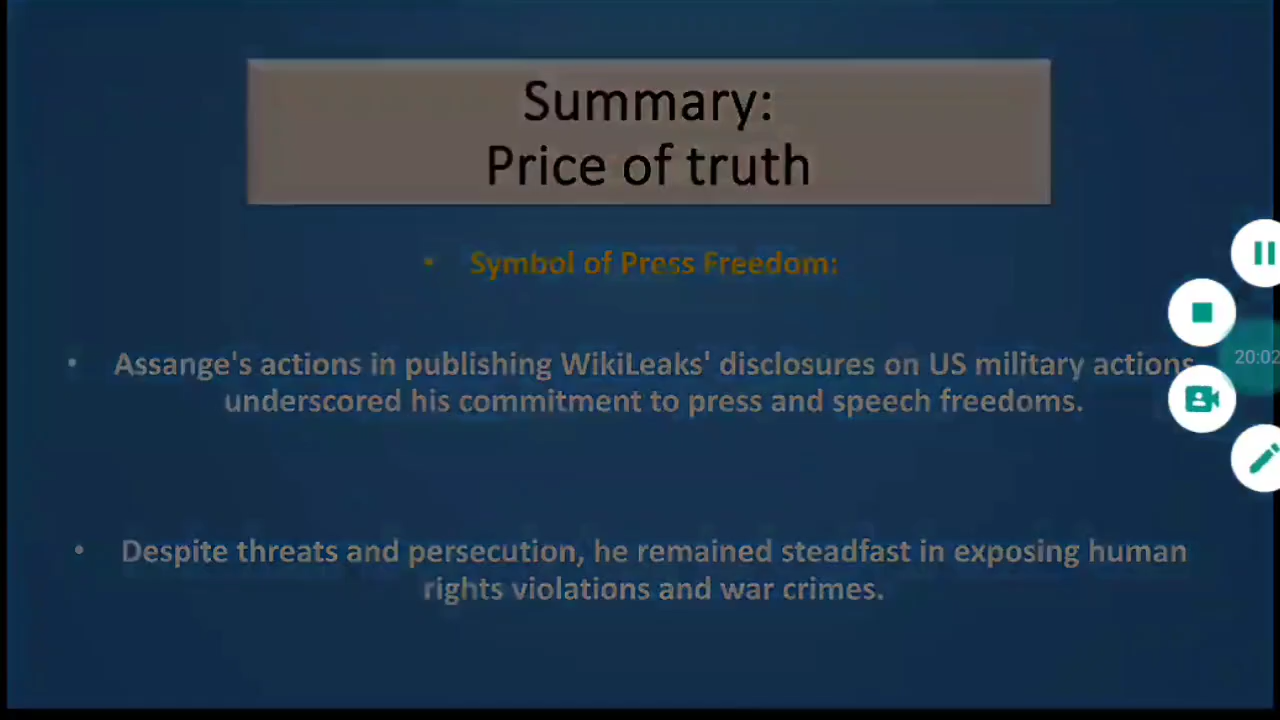 Summary:
Price of truth
• Symbol of Press Freedom:
• Assange's actions in publishing WikiLeaks' disclosures on US military actions
underscored his commitment to press and speech freedoms.
• Despite threats and persecution, he remained steadfast in exposing human
rights violations and war crimes.
20:02